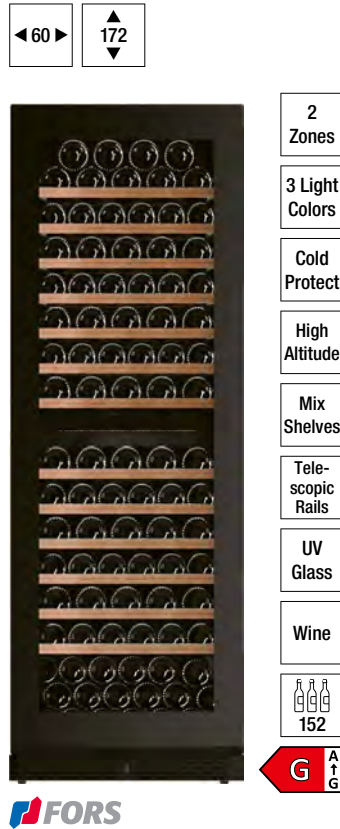 60
172
2
Zones
3 Light
Colors
Cold
Protect
High
Altitude
Mix
Shelves
Tele-
scopic
Rails
UV
Glass
Wine
152
G
A
↑
G
FORS